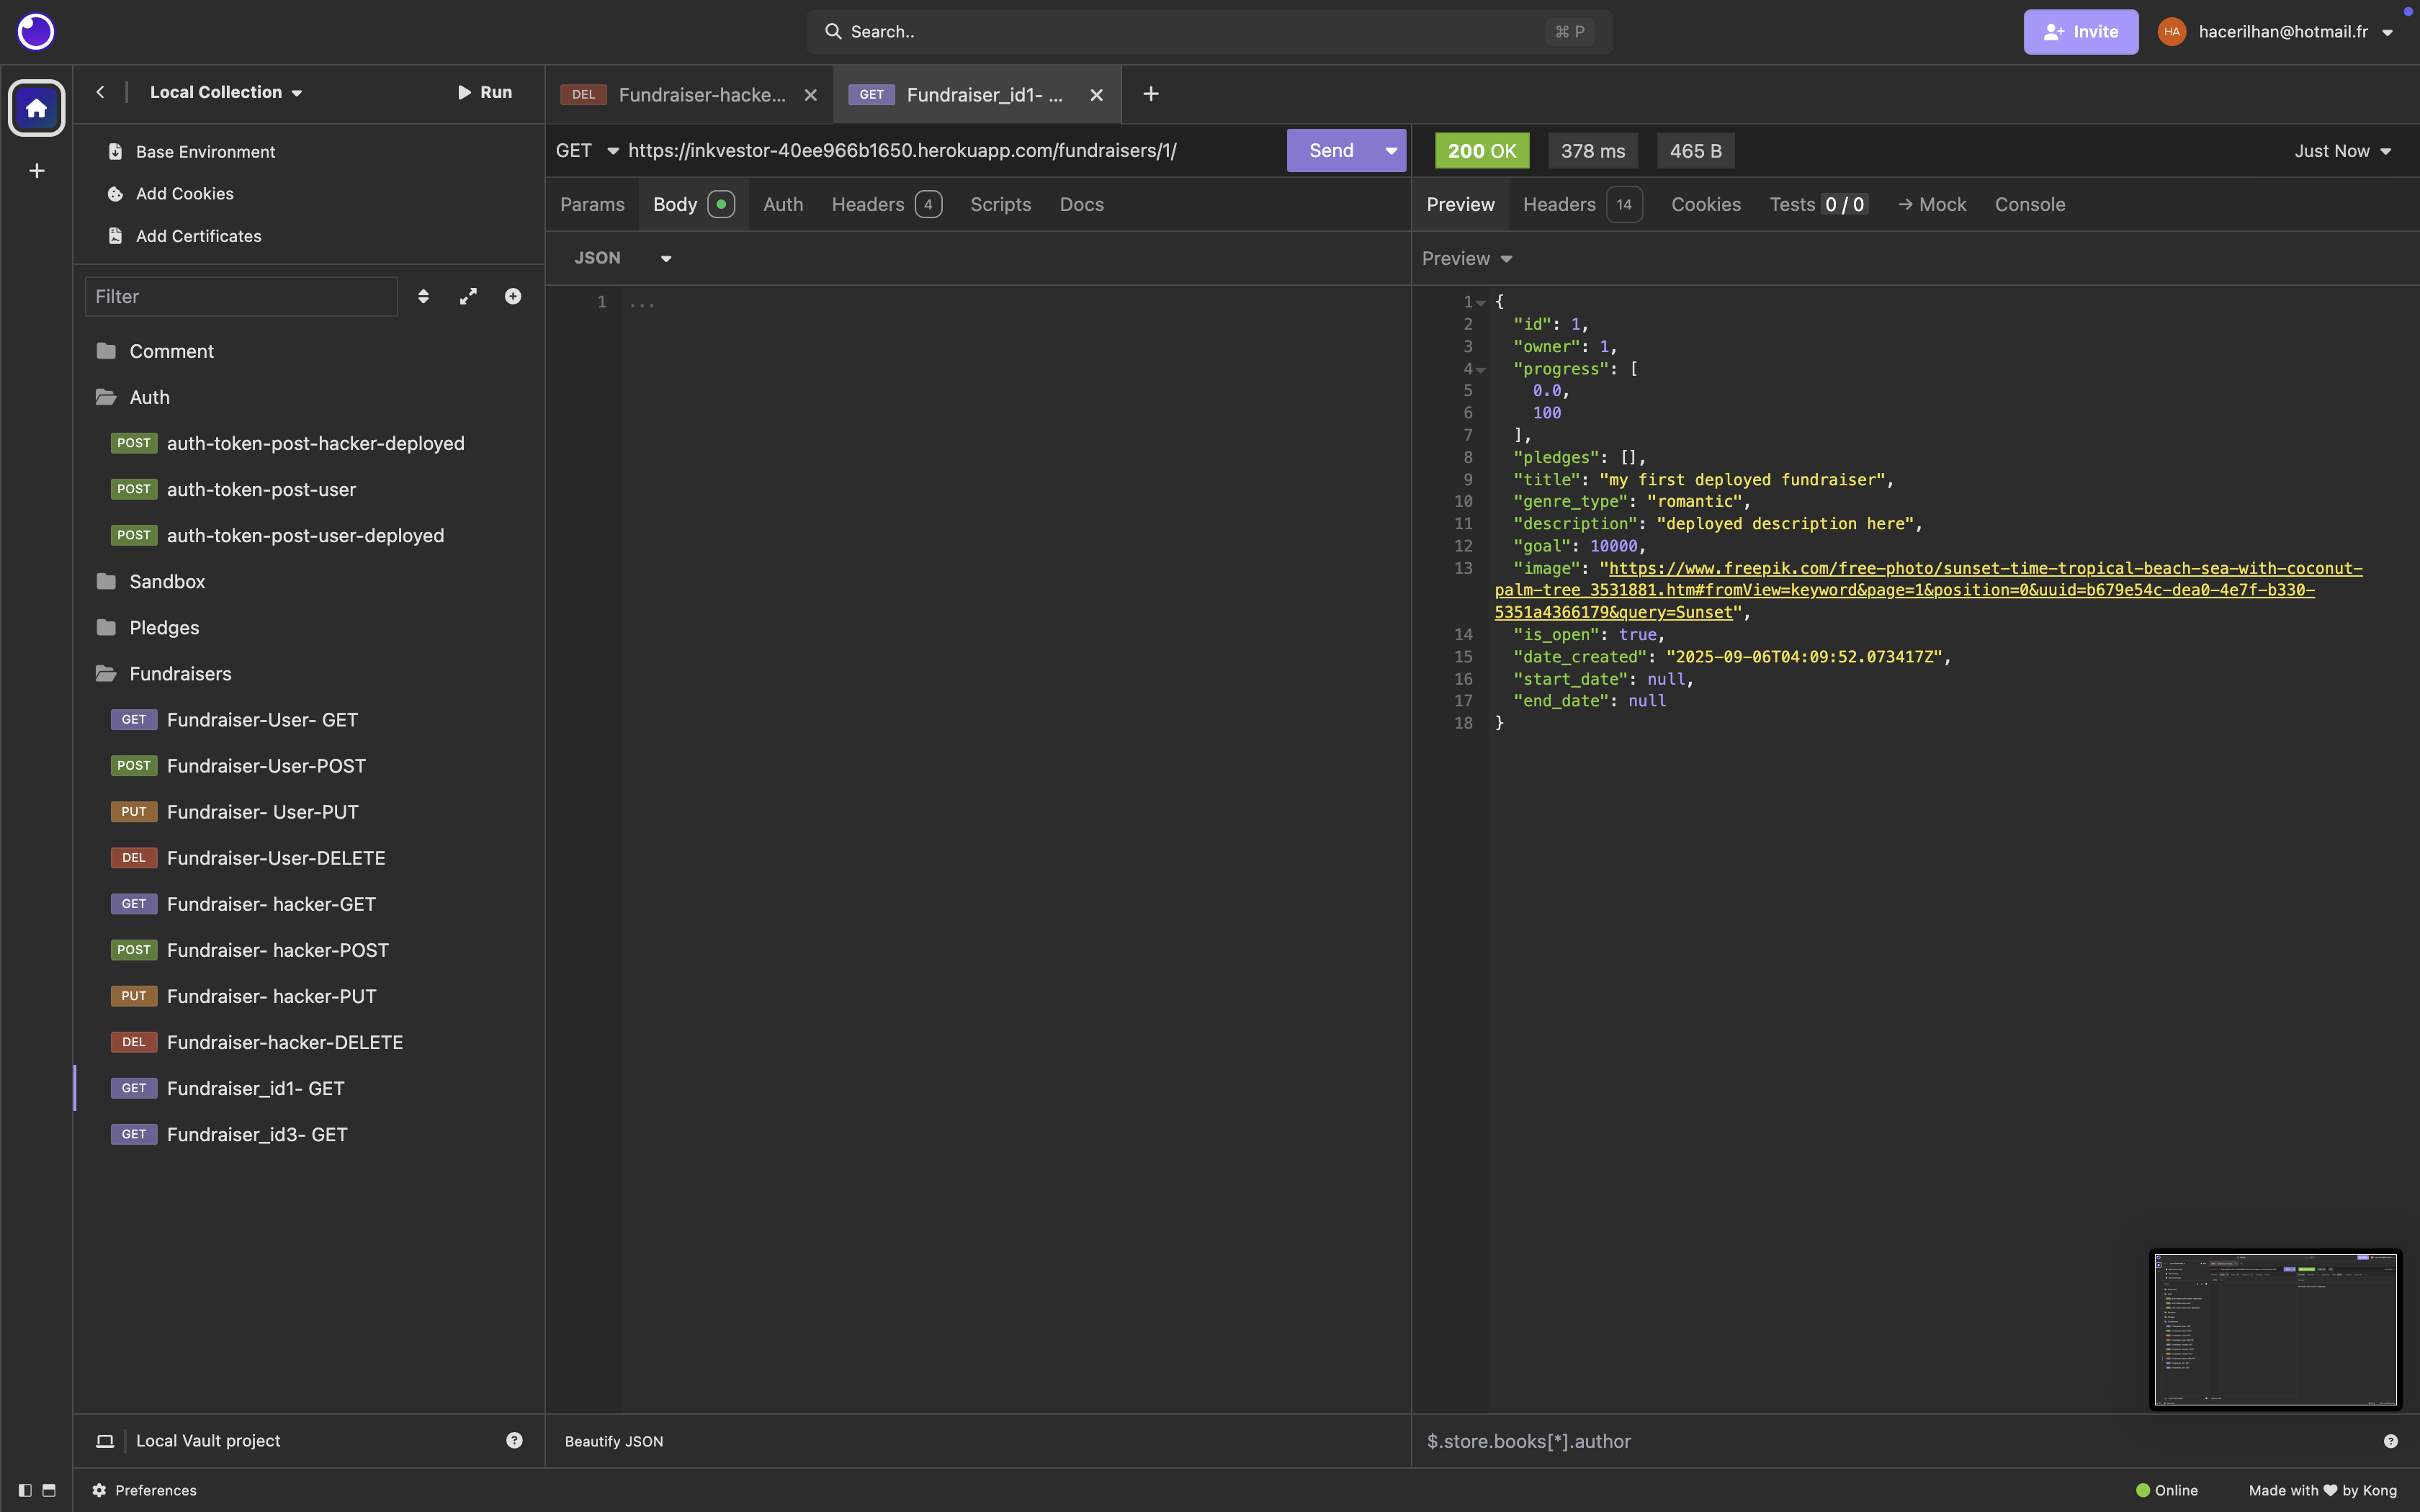 Search..
⌘ P
Invite
HA
hacerilhan@hotmail.fr
Local Collection
Run
Base Environment
Add Cookies
Add Certificates
Filter
Comment
Auth
POST auth-token-post-hacker-deployed
POST auth-token-post-user
POST auth-token-post-user-deployed
Sandbox
Pledges
Fundraisers
GET Fundraiser-User- GET
POST Fundraiser-User-POST
PUT Fundraiser- User-PUT
DEL Fundraiser-User-DELETE
GET Fundraiser- hacker-GET
POST Fundraiser- hacker-POST
PUT Fundraiser- hacker-PUT
DEL Fundraiser-hacker-DELETE
GET Fundraiser_id1- GET
GET Fundraiser_id3- GET
Local Vault project
Preferences
DEL Fundraiser-hacke...
GET Fundraiser_id1- ...
GET https://inkvestor-40ee966b1650.herokuapp.com/fundraisers/1/
Send
Params Body Auth Headers 4 Scripts Docs
JSON
1 ...
Beautify JSON
200 OK 378 ms 465 B
Just Now
Preview Headers 14 Cookies Tests 0 / 0 → Mock Console
Preview
1 {
2 "id": 1,
3 "owner": 1,
4 "progress": [
5 0.0,
6 100
7 ],
8 "pledges": [],
9 "title": "my first deployed fundraiser",
10 "genre_type": "romantic",
11 "description": "deployed description here",
12 "goal": 10000,
13 "image": "https://www.freepik.com/free-photo/sunset-time-tropical-beach-sea-with-coconut-
palm-tree_3531881.htm#fromView=keyword&page=1&position=0&uuid=b679e54c-dea0-4e7f-b330-
5351a4366179&query=Sunset",
14 "is_open": true,
15 "date_created": "2025-09-06T04:09:52.073417Z",
16 "start_date": null,
17 "end_date": null
18 }
$.store.books[*].author
Online
Made with ♥ by Kong